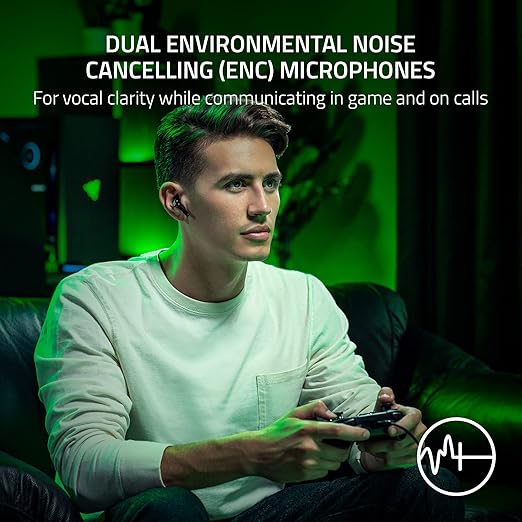 DUAL ENVIRONMENTAL NOISE
CANCELLING (ENC) MICROPHONES
For vocal clarity while communicating in game and on calls